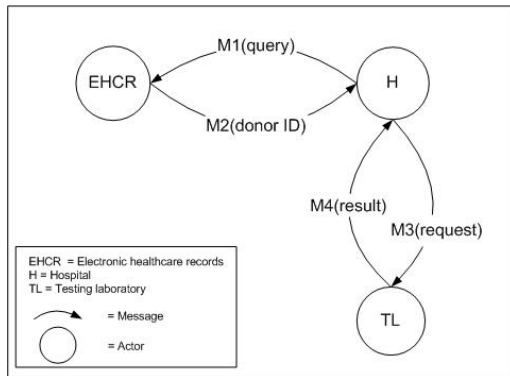 M1(query)
EHCR
H
M2(donor ID)
M4(result)
M3(request)
TL
EHCR = Electronic healthcare records
H = Hospital
TL = Testing laboratory
= Message
= Actor